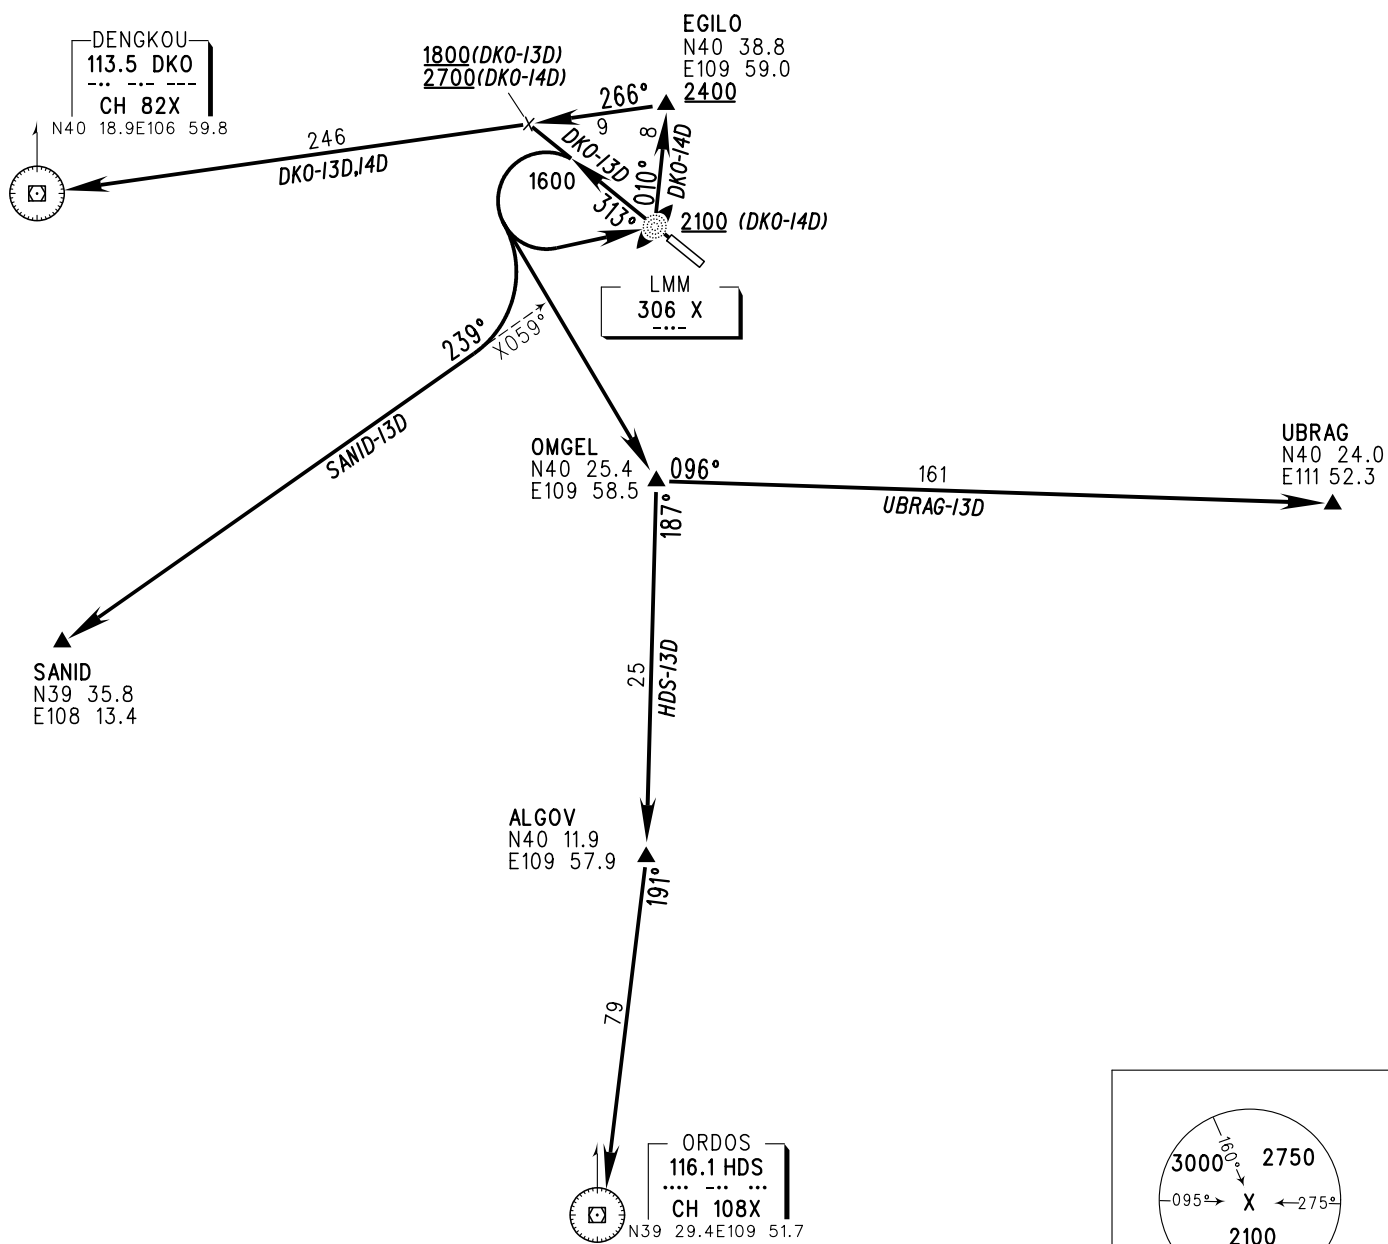 DENGKOU
113.5 DKO
CH 82X
N40 18.9E106 59.8
1800(DKO-13D)
2700(DKO-14D)
EGILO
N40 38.8
E109 59.0
2400
266°
9
246
DKO-13D,14D
DKO-13D
8
010°
DKO-14D
1600
313°
2100 (DKO-14D)
LMM
306 X
239°
X059°
SANID-13D
OMGEL
N40 25.4
E109 58.5
096°
161
UBRAG-13D
UBRAG
N40 24.0
E111 52.3
187°
25
HDS-13D
SANID
N39 35.8
E108 13.4
ALGOV
N40 11.9
E109 57.9
191°
79
ORDOS
116.1 HDS
CH 108X
N39 29.4E109 51.7
160°
3000
2750
095°
X
275°
2100